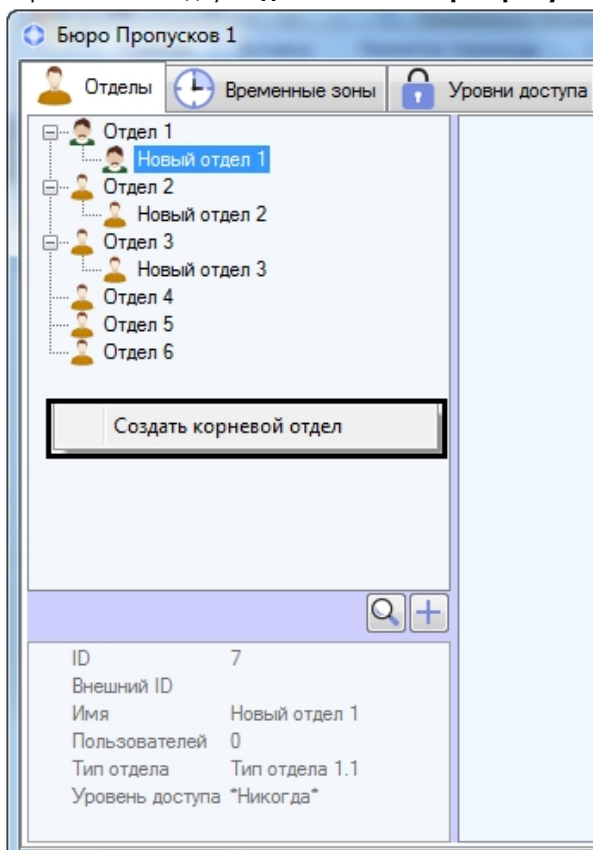 Бюро Пропусков 1
Отделы Временные зоны Уровни доступа
Отдел 1
Новый отдел 1
Отдел 2
Новый отдел 2
Отдел 3
Новый отдел 3
Отдел 4
Отдел 5
Отдел 6
Создать корневой отдел
ID 7
Внешний ID
Имя Новый отдел 1
Пользователей 0
Тип отдела Тип отдела 1.1
Уровень доступа *Никогда*